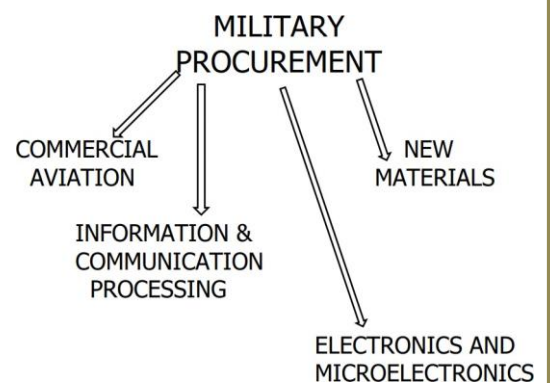 MILITARY
PROCUREMENT
COMMERCIAL
AVIATION
NEW
MATERIALS
INFORMATION &
COMMUNICATION
PROCESSING
ELECTRONICS AND
MICROELECTRONICS